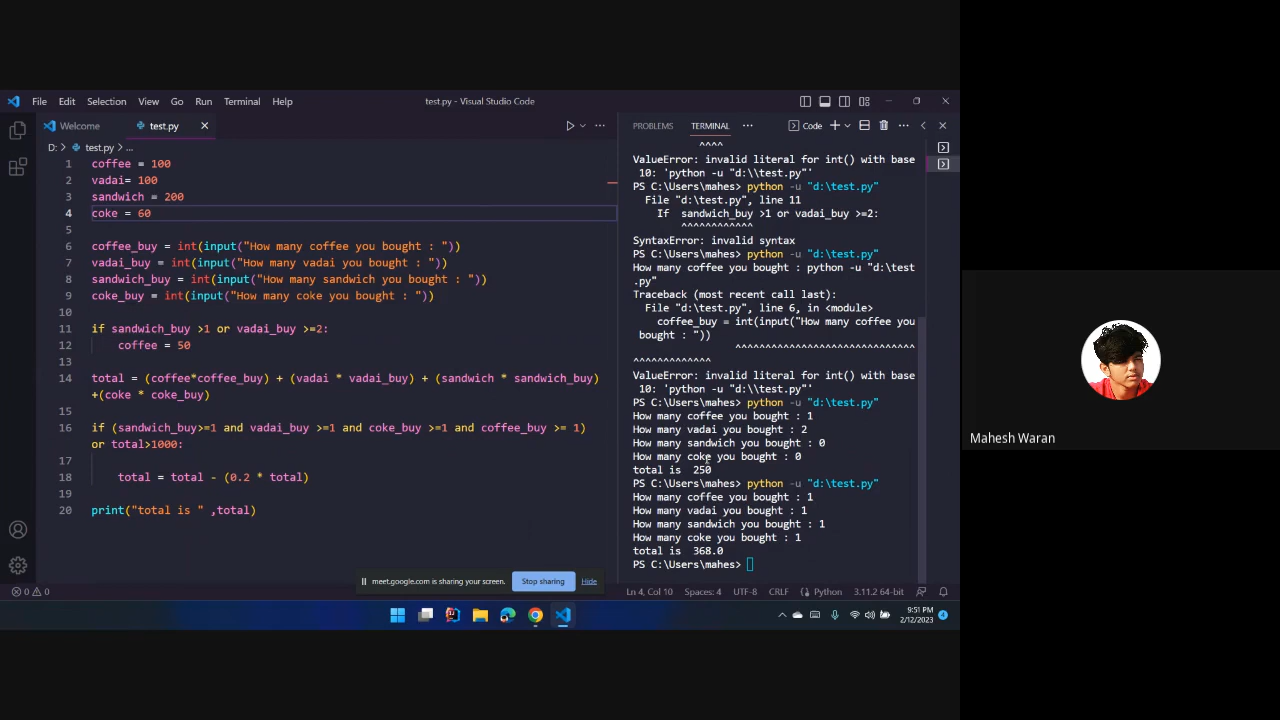 File Edit Selection View Go Run Terminal Help
test.py - Visual Studio Code
Welcome
test.py
D: > test.py > ...
1 coffee = 100
2 vadai= 100
3 sandwich = 200
4 coke = 60
5
6 coffee_buy = int(input("How many coffee you bought : "))
7 vadai_buy = int(input("How many vadai you bought : "))
8 sandwich_buy = int(input("How many sandwich you bought : "))
9 coke_buy = int(input("How many coke you bought : "))
10
11 if sandwich_buy >1 or vadai_buy >=2:
12 coffee = 50
13
14 total = (coffee*coffee_buy) + (vadai * vadai_buy) + (sandwich * sandwich_buy)
+(coke * coke_buy)
15
16 if (sandwich_buy>=1 and vadai_buy >=1 and coke_buy >=1 and coffee_buy >= 1)
or total>1000:
17
18 total = total - (0.2 * total)
19
20 print("total is " ,total)
PROBLEMS TERMINAL ... Code
^^^^
ValueError: invalid literal for int() with base
10: 'python -u "d:\\test.py"'
PS C:\Users\mahes> python -u "d:\test.py"
File "d:\test.py", line 11
If sandwich_buy >1 or vadai_buy >=2:
^^^^^^^^^^^^
SyntaxError: invalid syntax
PS C:\Users\mahes> python -u "d:\test.py"
How many coffee you bought : python -u "d:\test
.py"
Traceback (most recent call last):
File "d:\test.py", line 6, in <module>
coffee_buy = int(input("How many coffee you
bought : "))
^^^^^^^^^^^^^^^^^^^^^^^^^^^^^^
^^^^^^^^^^^^^
ValueError: invalid literal for int() with base
10: 'python -u "d:\\test.py"'
PS C:\Users\mahes> python -u "d:\test.py"
How many coffee you bought : 1
How many vadai you bought : 2
How many sandwich you bought : 0
How many coke you bought : 0
total is 250
PS C:\Users\mahes> python -u "d:\test.py"
How many coffee you bought : 1
How many vadai you bought : 1
How many sandwich you bought : 1
How many coke you bought : 1
total is 368.0
PS C:\Users\mahes>
meet.google.com is sharing your screen. Stop sharing Hide
0 0
Ln 4, Col 10 Spaces: 4 UTF-8 CRLF Python 3.11.2 64-bit
9:51 PM
2/12/2023
4
Mahesh Waran